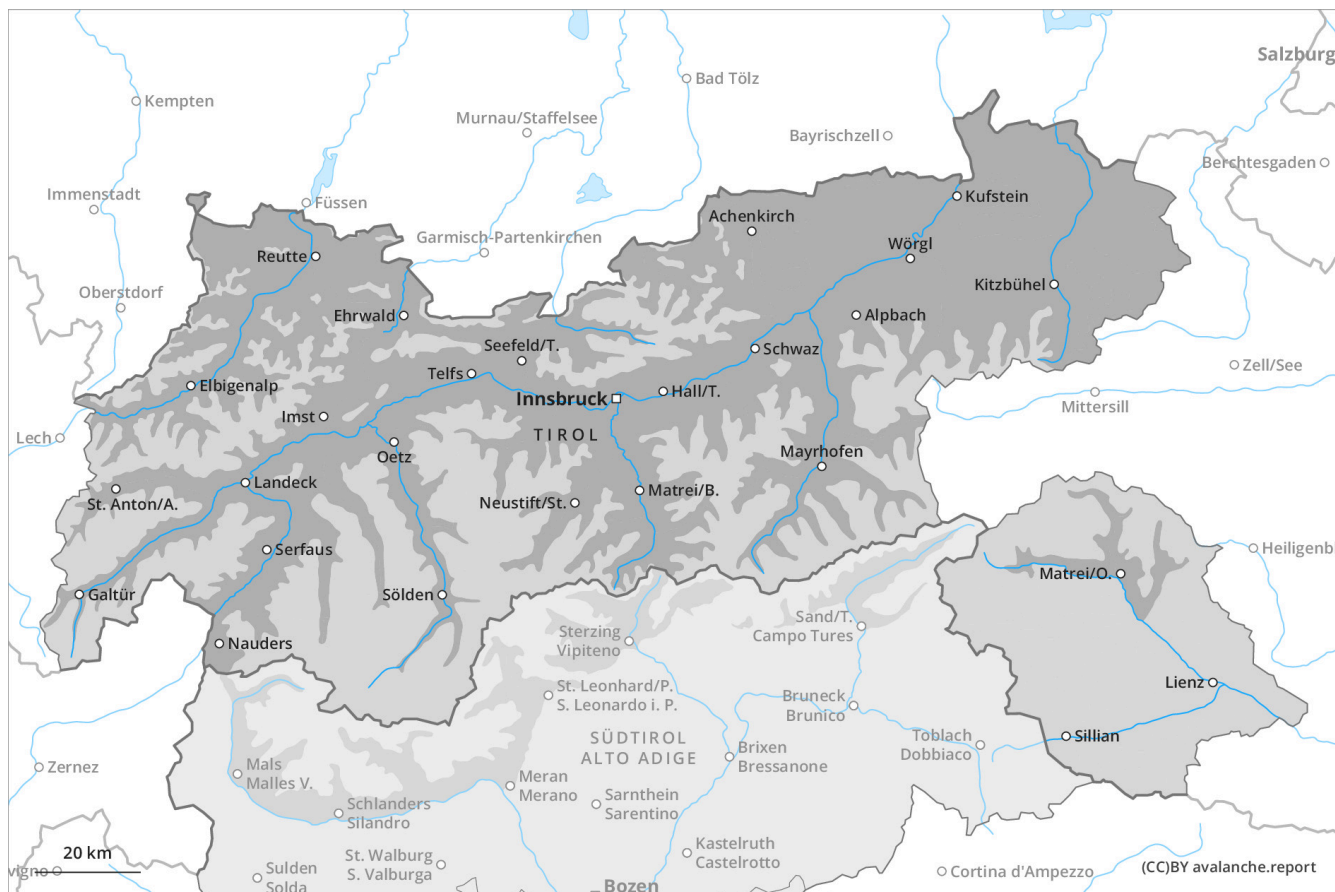 Salzburg
Bad Tölz
Kempten
Murnau/Staffelsee
Bayrischzell
Berchtesgaden
Immenstadt
Füssen
Kufstein
Achenkirch
Garmisch-Partenkirchen
Wörgl
Reutte
Kitzbühel
Oberstdorf
Ehrwald
Alpbach
Seefeld/T.
Schwaz
Zell/See
Telfs
Elbigenalp
Innsbruck
Hall/T.
Mittersill
Imst
TIROL
Lech
Oetz
Mayrhofen
Landeck
Matrei/B.
St. Anton/A.
Neustift/St.
Serfaus
Heiligenb
Matrei/O.
Galtür
Sölden
Sand/T.
Campo Tures
Sterzing
Vipiteno
Nauders
Lienz
St. Leonhard/P.
S. Leonardo i. P.
Bruneck
Brunico
Sillian
SÜDTIROL
ALTO ADIGE
Toblach
Dobbiaco
Brixen
Bressanone
Mals
Malles V.
Zernez
Meran
Merano
Schlanders
Silandro
Sarnthein
Sarentino
20 km
Kastelruth
Castelrotto
St. Walburg
S. Valburga
vigno
Sulden
Solda
Cortina d'Ampezzo
(CC)BY avalanche.report
Bozen